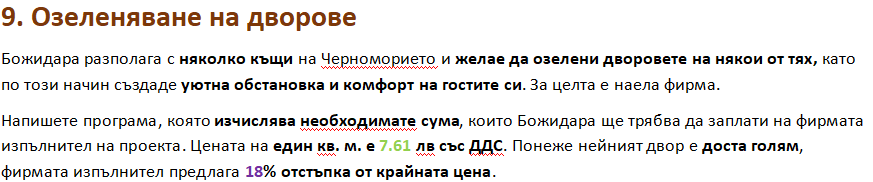 9. Озеленяване на дворове
Божидара разполага с няколко къщи на Черноморието и желае да озелени дворовете на някои от тях, като
по този начин създаде уютна обстановка и комфорт на гостите си. За целта е наела фирма.
Напишете програма, която изчислява необходимате сума, които Божидара ще трябва да заплати на фирмата
изпълнител на проекта. Цената на един кв. м. е 7.61 лв със ДДС. Понеже нейният двор е доста голям,
фирмата изпълнител предлага 18% отстъпка от крайната цена.